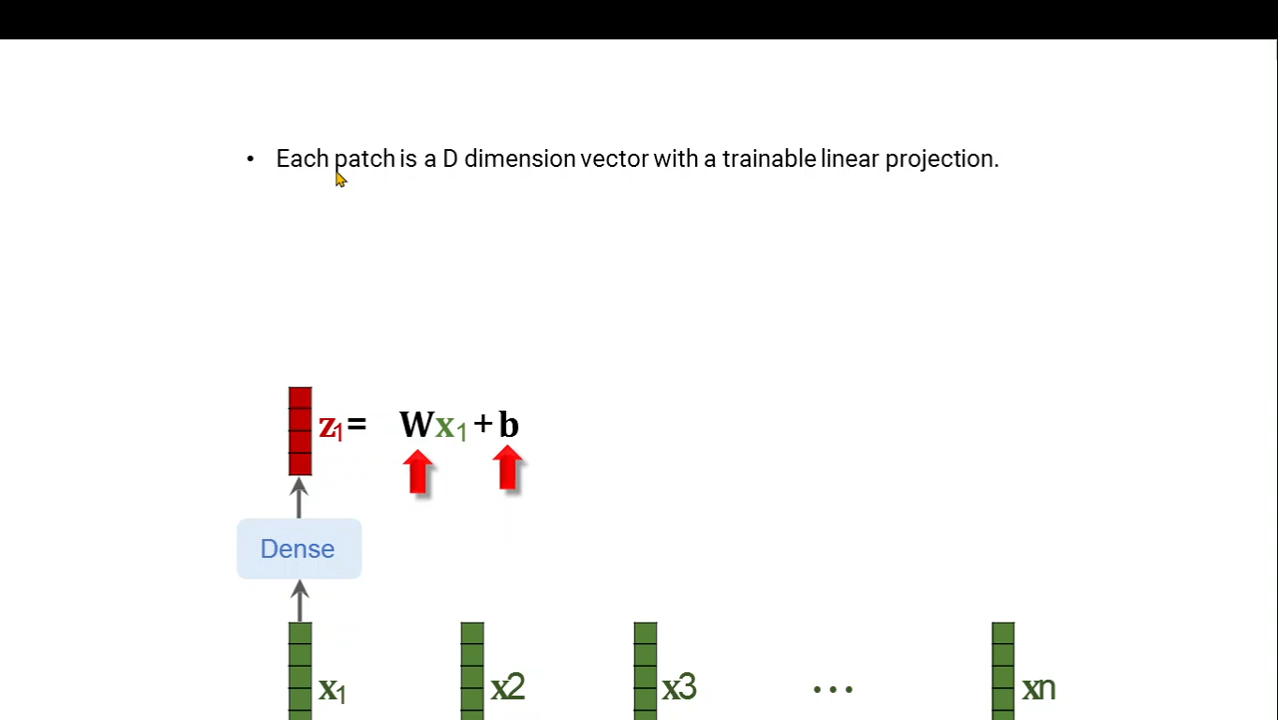 • Each patch is a D dimension vector with a trainable linear projection.
z₁= Wx₁ + b
Dense
x₁ x2 x3 ... xn